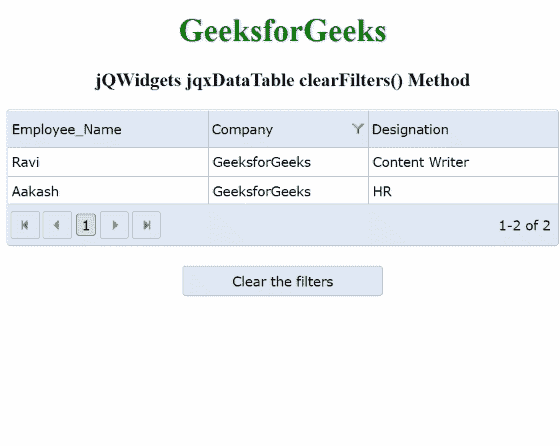 GeeksforGeeks
jQWidgets jqxDataTable clearFilters() Method
Employee_Name Company Designation
Ravi GeeksforGeeks Content Writer
Aakash GeeksforGeeks HR
1 1-2 of 2
Clear the filters